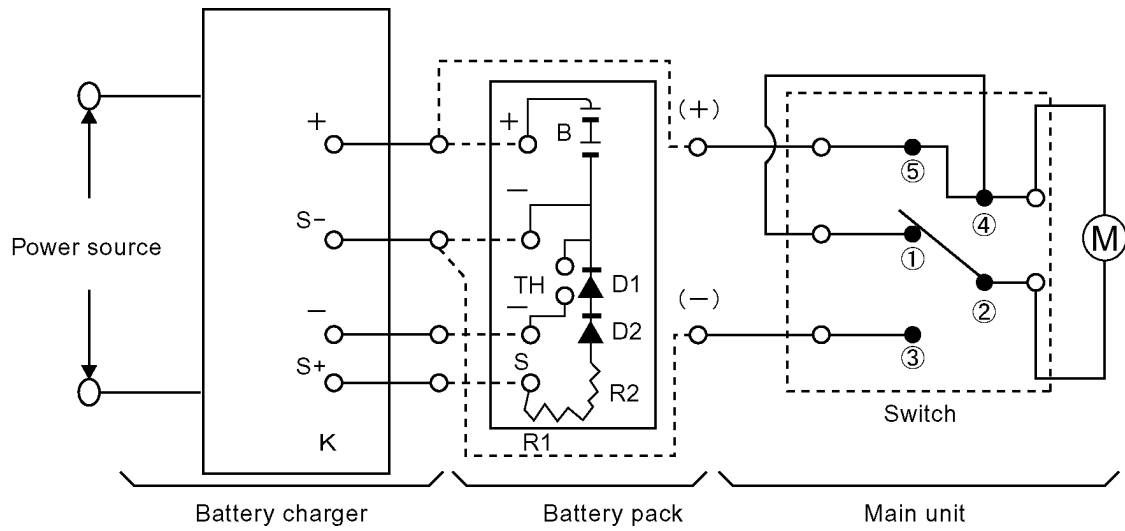 Power source
+
S−
−
S+
K
Battery charger
+
B
−
TH
D1
−
D2
S
R2
R1
Battery pack
(+)
(−)
⑤
④
①
②
③
M
Switch
Main unit